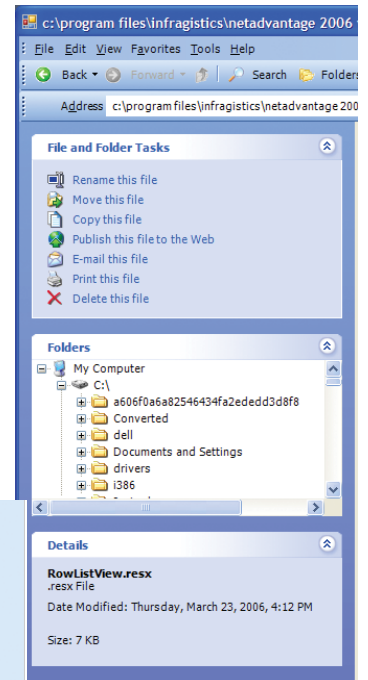 c:\program files\infragistics\netadvantage 2006
File Edit View Favorites Tools Help
Back Forward Search Folders
Address c:\program files\infragistics\netadvantage 200
File and Folder Tasks
Rename this file
Move this file
Copy this file
Publish this file to the Web
E-mail this file
Print this file
Delete this file
Folders
My Computer
C:\
a606f0a6a82546434fa2ededd3d8f8
Converted
dell
Documents and Settings
drivers
i386
Details
RowListView.resx
.resx File
Date Modified: Thursday, March 23, 2006, 4:12 PM
Size: 7 KB